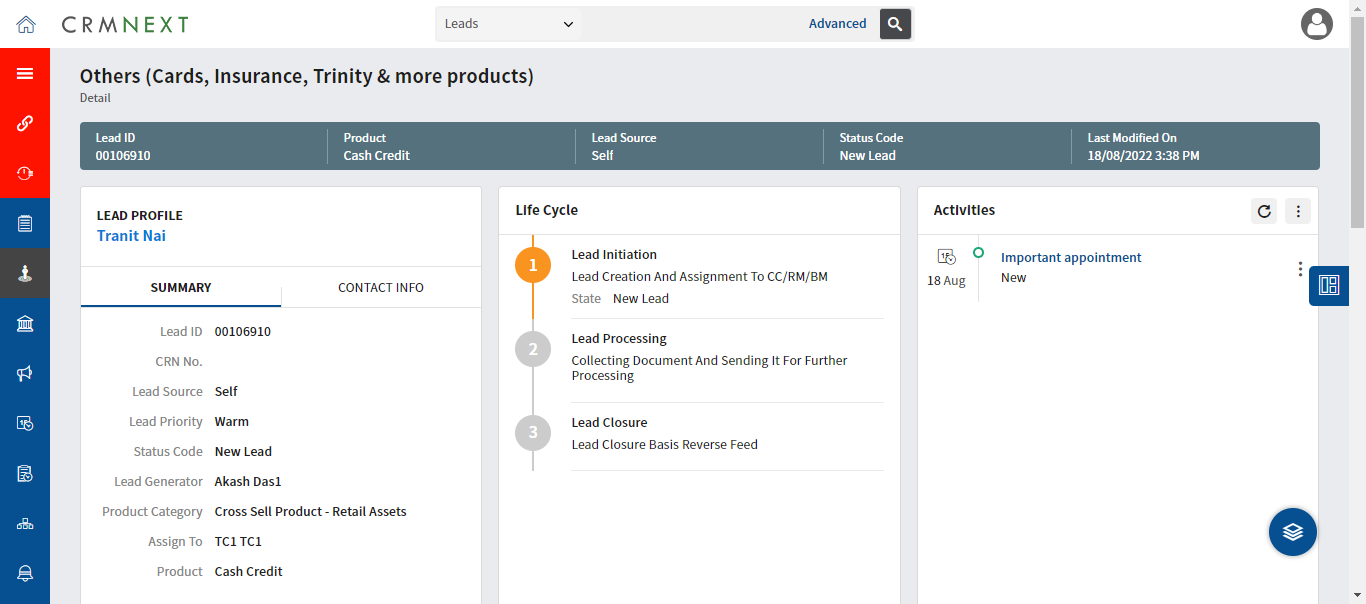 CRMNEXT
Leads
Advanced
Others (Cards, Insurance, Trinity & more products)
Detail
Lead ID
00106910
Product
Cash Credit
Lead Source
Self
Status Code
New Lead
Last Modified On
18/08/2022 3:38 PM
LEAD PROFILE
Tranit Nai
SUMMARY
CONTACT INFO
Lead ID 00106910
CRN No.
Lead Source Self
Lead Priority Warm
Status Code New Lead
Lead Generator Akash Das1
Product Category Cross Sell Product - Retail Assets
Assign To TC1 TC1
Product Cash Credit
Life Cycle
1
Lead Initiation
Lead Creation And Assignment To CC/RM/BM
State New Lead
2
Lead Processing
Collecting Document And Sending It For Further
Processing
3
Lead Closure
Lead Closure Basis Reverse Feed
Activities
18 Aug
Important appointment
New